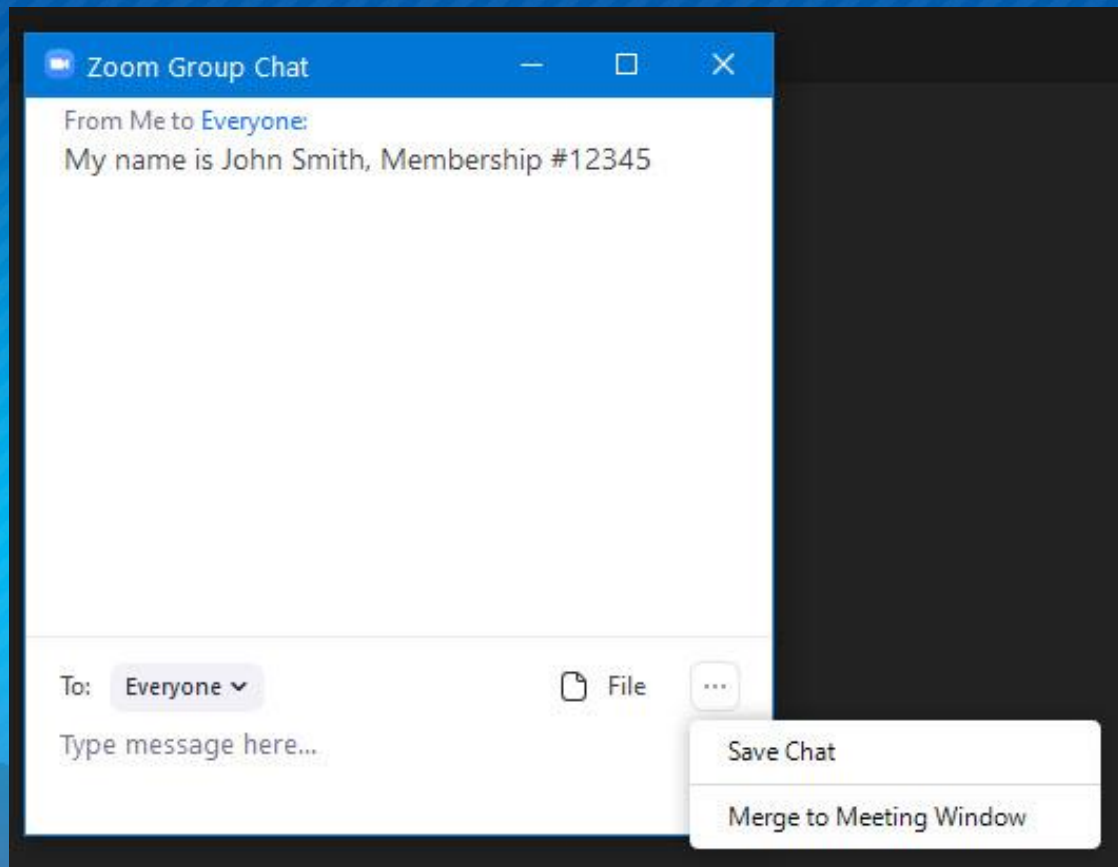 Zoom Group Chat
From Me to Everyone:
My name is John Smith, Membership #12345
To: Everyone File ...
Type message here...
Save Chat
Merge to Meeting Window